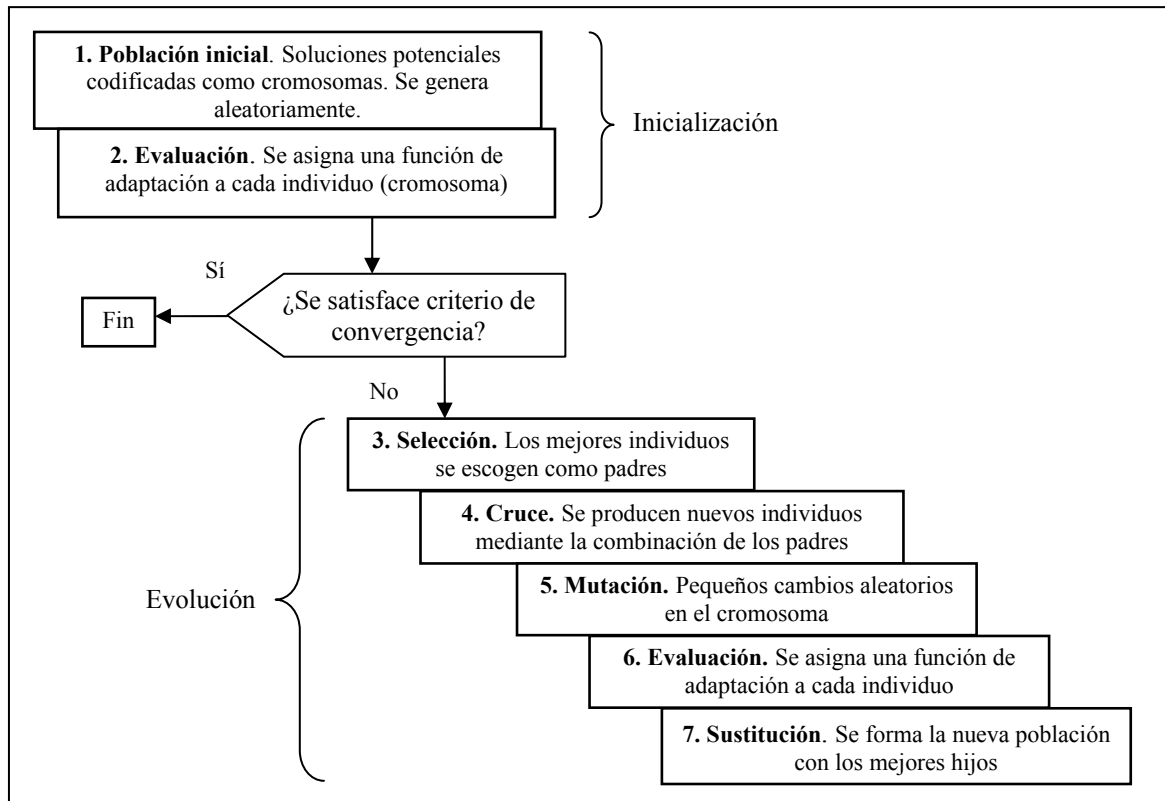 1. Población inicial. Soluciones potenciales
codificadas como cromosomas. Se genera
aleatoriamente.
Inicialización
2. Evaluación. Se asigna una función de
adaptación a cada individuo (cromosoma)
Sí
¿Se satisface criterio de
convergencia?
Fin
No
3. Selección. Los mejores individuos
se escogen como padres
4. Cruce. Se producen nuevos individuos
mediante la combinación de los padres
5. Mutación. Pequeños cambios aleatorios
en el cromosoma
Evolución
6. Evaluación. Se asigna una función de
adaptación a cada individuo
7. Sustitución. Se forma la nueva población
con los mejores hijos